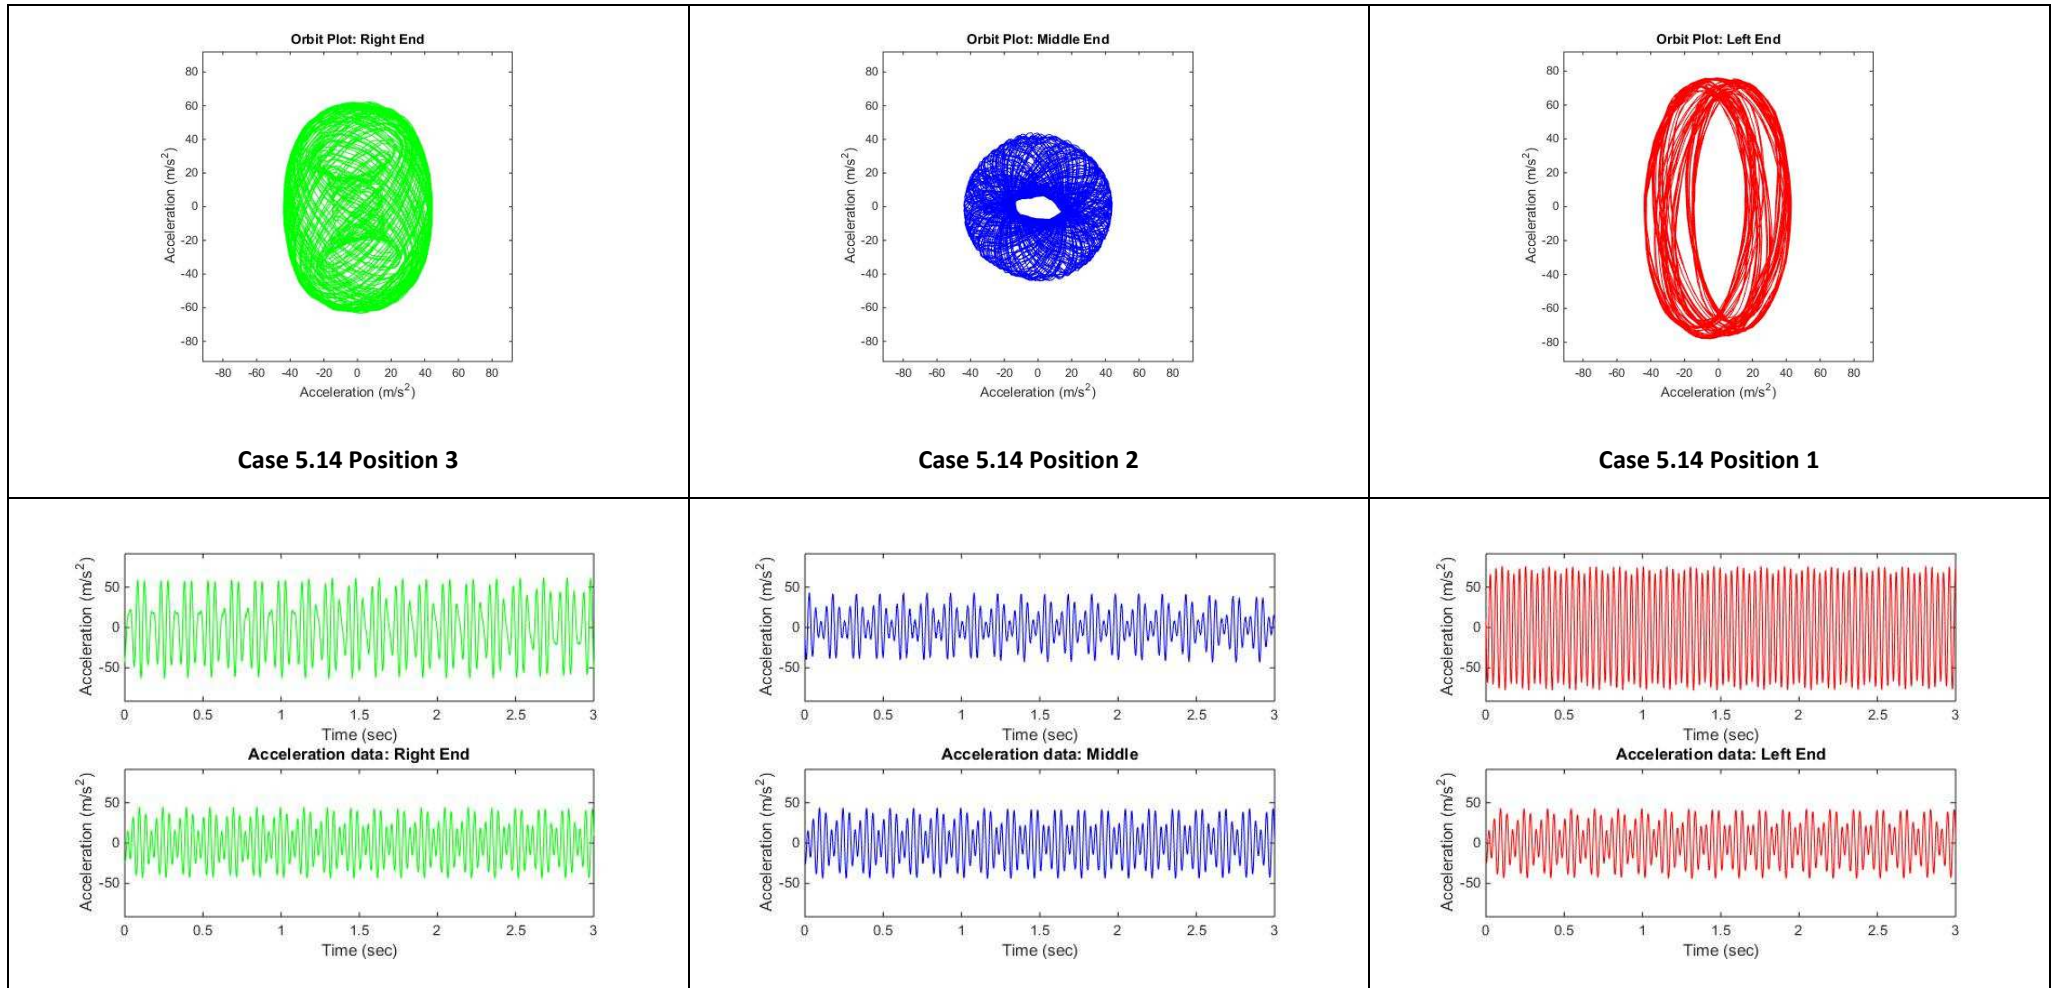 Orbit Plot: Right End
80
60
40
20
0
-20
-40
-60
-80
Acceleration (m/s²)
-80 -60 -40 -20 0 20 40 60 80
Acceleration (m/s²)
Case 5.14 Position 3
Orbit Plot: Middle End
80
60
40
20
0
-20
-40
-60
-80
Acceleration (m/s²)
-80 -60 -40 -20 0 20 40 60 80
Acceleration (m/s²)
Case 5.14 Position 2
Orbit Plot: Left End
80
60
40
20
0
-20
-40
-60
-80
Acceleration (m/s²)
-80 -60 -40 -20 0 20 40 60 80
Acceleration (m/s²)
Case 5.14 Position 1
50
0
-50
Acceleration (m/s²)
0 0.5 1 1.5 2 2.5 3
Time (sec)
Acceleration data: Right End
50
0
-50
Acceleration (m/s²)
0 0.5 1 1.5 2 2.5 3
Time (sec)
50
0
-50
Acceleration (m/s²)
0 0.5 1 1.5 2 2.5 3
Time (sec)
Acceleration data: Middle
50
0
-50
Acceleration (m/s²)
0 0.5 1 1.5 2 2.5 3
Time (sec)
50
0
-50
Acceleration (m/s²)
0 0.5 1 1.5 2 2.5 3
Time (sec)
Acceleration data: Left End
50
0
-50
Acceleration (m/s²)
0 0.5 1 1.5 2 2.5 3
Time (sec)